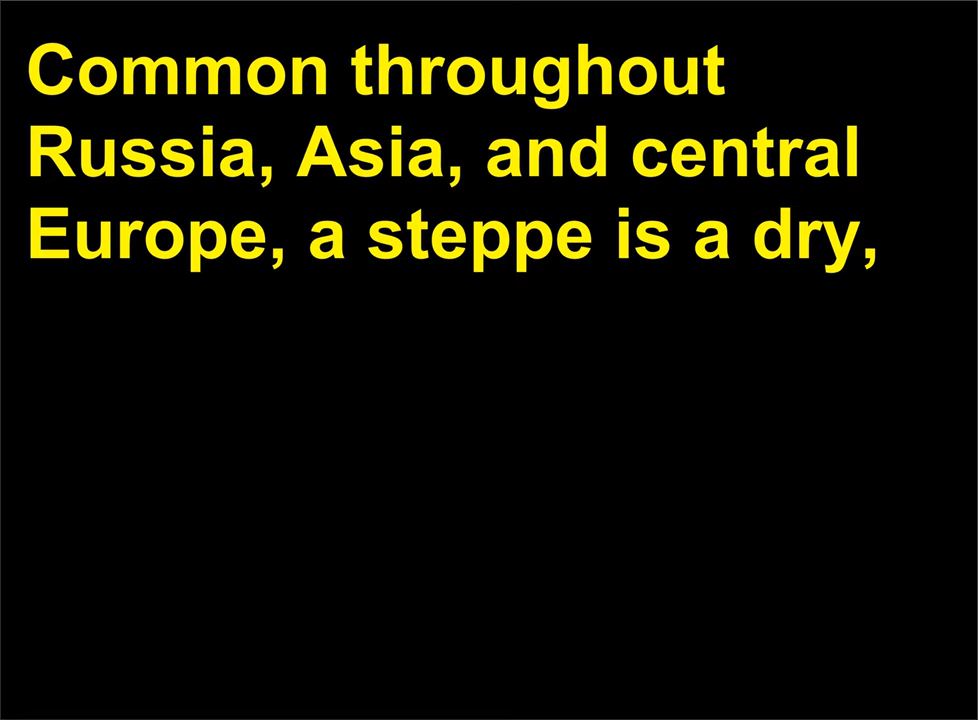 Common throughout
Russia, Asia, and central
Europe, a steppe is a dry,